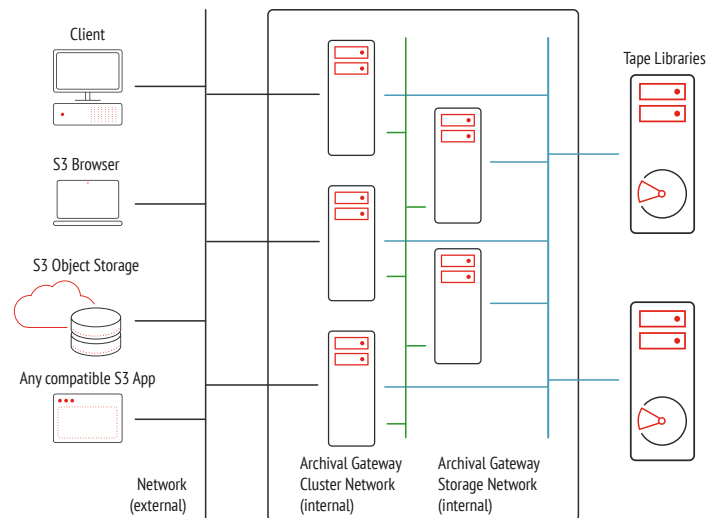 Client
S3 Browser
S3 Object Storage
Any compatible S3 App
Network
(external)
Archival Gateway
Cluster Network
(internal)
Archival Gateway
Storage Network
(internal)
Tape Libraries